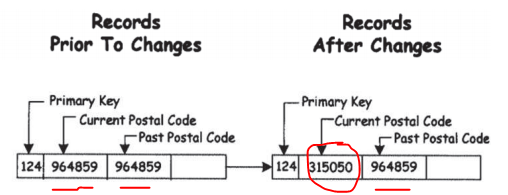 Records
Prior To Changes
Records
After Changes
Primary Key
Current Postal Code
Past Postal Code
124 964859 964859
Primary Key
Current Postal Code
Past Postal Code
124 315050 964859